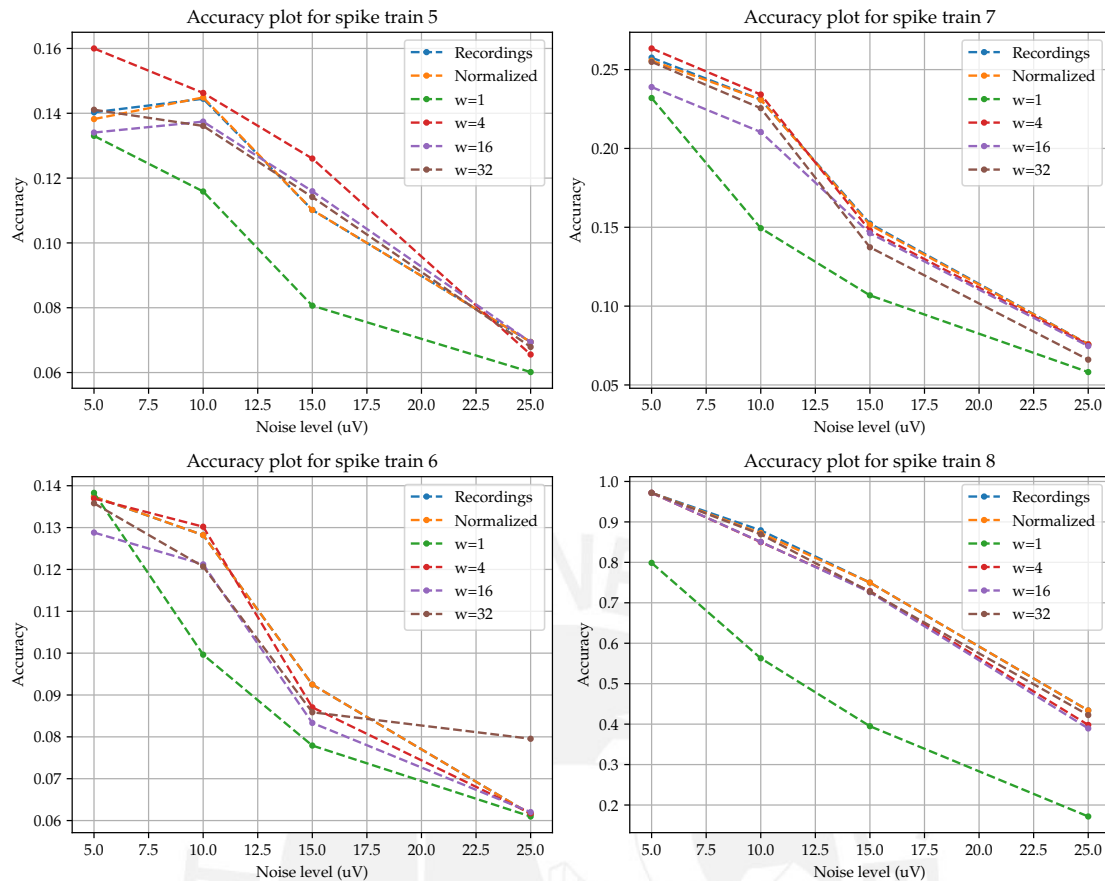 Accuracy plot for spike train 5
0.16
0.14
0.12
0.10
0.08
0.06
Accuracy
Recordings
Normalized
w=1
w=4
w=16
w=32
5.0 7.5 10.0 12.5 15.0 17.5 20.0 22.5 25.0
Noise level (uV)
Accuracy plot for spike train 7
0.25
0.20
0.15
0.10
0.05
Accuracy
Recordings
Normalized
w=1
w=4
w=16
w=32
5.0 7.5 10.0 12.5 15.0 17.5 20.0 22.5 25.0
Noise level (uV)
Accuracy plot for spike train 6
0.14
0.13
0.12
0.11
0.10
0.09
0.08
0.07
0.06
Accuracy
Recordings
Normalized
w=1
w=4
w=16
w=32
5.0 7.5 10.0 12.5 15.0 17.5 20.0 22.5 25.0
Noise level (uV)
Accuracy plot for spike train 8
1.0
0.9
0.8
0.7
0.6
0.5
0.4
0.3
0.2
Accuracy
Recordings
Normalized
w=1
w=4
w=16
w=32
5.0 7.5 10.0 12.5 15.0 17.5 20.0 22.5 25.0
Noise level (uV)